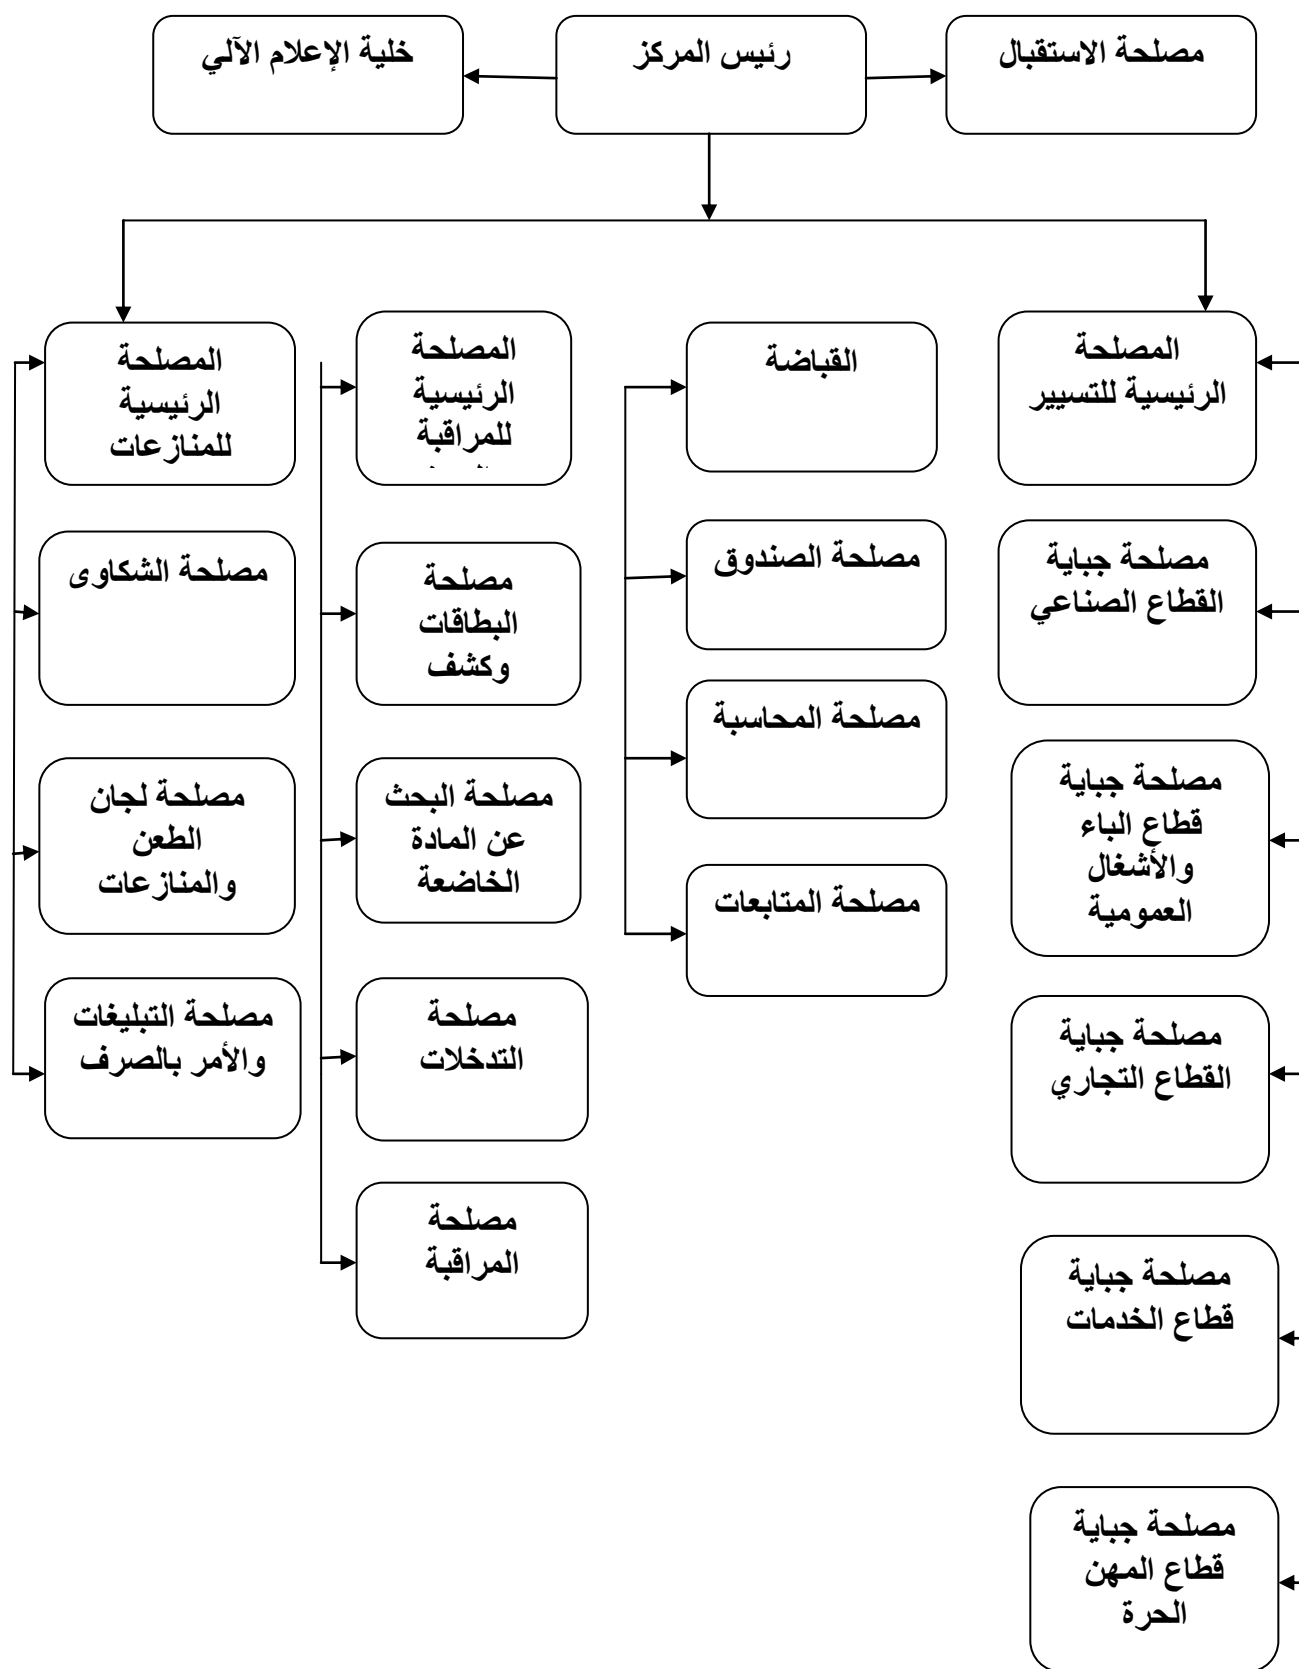 مصلحة الاستقبال
رئيس المركز
خلية الإعلام الآلي
المصلحة
الرئيسية للتسيير
مصلحة جباية
القطاع الصناعي
مصلحة جباية
قطاع الباء
والأشغال
العمومية
مصلحة جباية
القطاع التجاري
مصلحة جباية
قطاع الخدمات
مصلحة جباية
قطاع المهن
الحرة
القباضة
مصلحة الصندوق
مصلحة المحاسبة
مصلحة المتابعات
المصلحة
الرئيسية
للمراقبة
مصلحة
البطاقات
وكشف
مصلحة البحث
عن المادة
الخاضعة
مصلحة
التدخلات
مصلحة
المراقبة
المصلحة
الرئيسية
للمنازعات
مصلحة الشكاوى
مصلحة لجان
الطعن
والمنازعات
مصلحة التبليغات
والأمر بالصرف